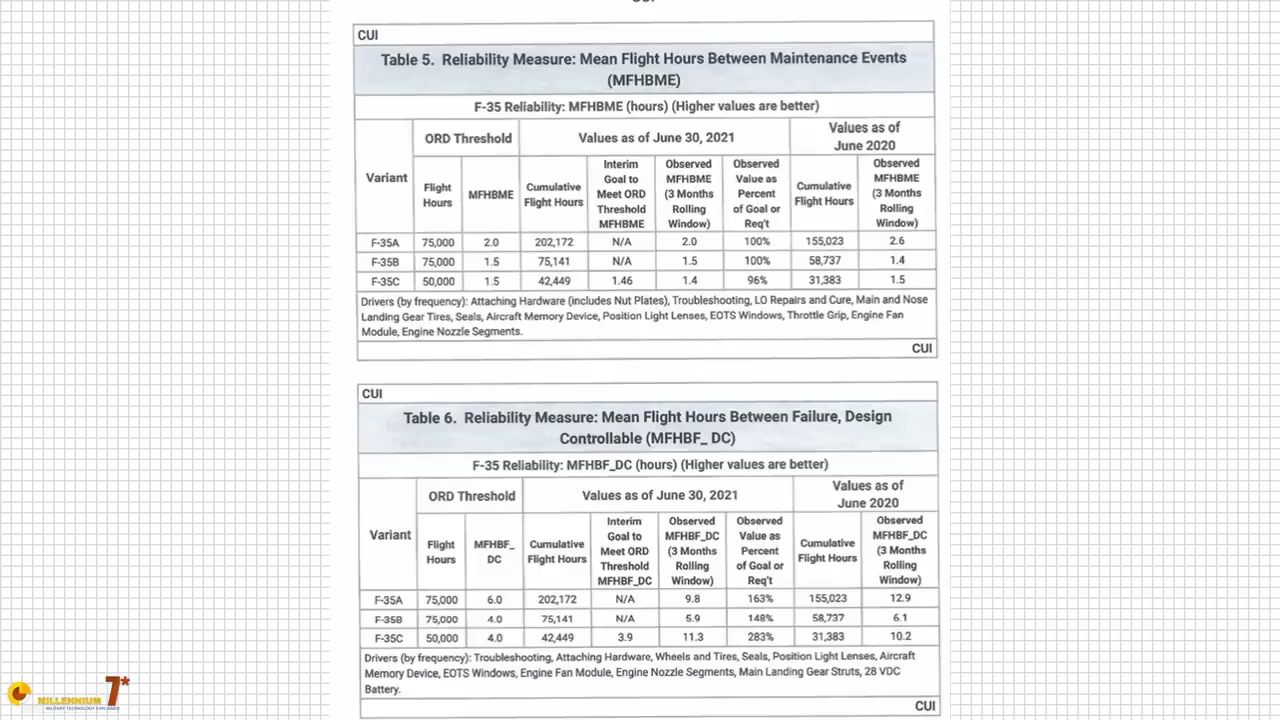 CUI
Table 5. Reliability Measure: Mean Flight Hours Between Maintenance Events
(MFHBME)
F-35 Reliability: MFHBME (hours) (Higher values are better)
Variant
ORD Threshold
Values as of June 30, 2021
Values as of
June 2020
Flight
Hours
MFHBME
Cumulative
Flight Hours
Interim
Goal to
Meet ORD
Threshold
MFHBME
Observed
MFHBME
(3 Months
Rolling
Window)
Observed
Value as
Percent
of Goal or
Req't
Cumulative
Flight Hours
Observed
MFHBME
(3 Months
Rolling
Window)
F-35A 75,000 2.0 202,172 N/A 2.0 100% 155,023 2.6
F-35B 75,000 1.5 75,141 N/A 1.5 100% 58,737 1.4
F-35C 50,000 1.5 42,449 1.46 1.4 96% 31,383 1.5
Drivers (by frequency): Attaching Hardware (includes Nut Plates), Troubleshooting, LO Repairs and Cure, Main and Nose
Landing Gear Tires, Seals, Aircraft Memory Device, Position Light Lenses, EOTS Windows, Throttle Grip, Engine Fan
Module, Engine Nozzle Segments.
CUI
CUI
Table 6. Reliability Measure: Mean Flight Hours Between Failure, Design
Controllable (MFHBF_ DC)
F-35 Reliability: MFHBF_DC (hours) (Higher values are better)
Variant
ORD Threshold
Values as of June 30, 2021
Values as of
June 2020
Flight
Hours
MFHBF_
DC
Cumulative
Flight Hours
Interim
Goal to
Meet ORD
Threshold
MFHBF_DC
Observed
MFHBF_DC
(3 Months
Rolling
Window)
Observed
Value as
Percent
of Goal or
Req't
Cumulative
Flight Hours
Observed
MFHBF_DC
(3 Months
Rolling
Window)
F-35A 75,000 6.0 202,172 N/A 9.8 163% 155,023 12.9
F-35B 75,000 4.0 75,141 N/A 5.9 148% 58,737 6.1
F-35C 50,000 4.0 42,449 3.9 11.3 283% 31,383 10.2
Drivers (by frequency): Troubleshooting, Attaching Hardware, Wheels and Tires, Seals, Position Light Lenses, Aircraft
Memory Device, EOTS Windows, Engine Fan Module, Engine Nozzle Segments, Main Landing Gear Struts, 28 VDC
Battery.
CUI
MILLENNIUM 7*
MILITARY TECHNOLOGY EXPLAINED